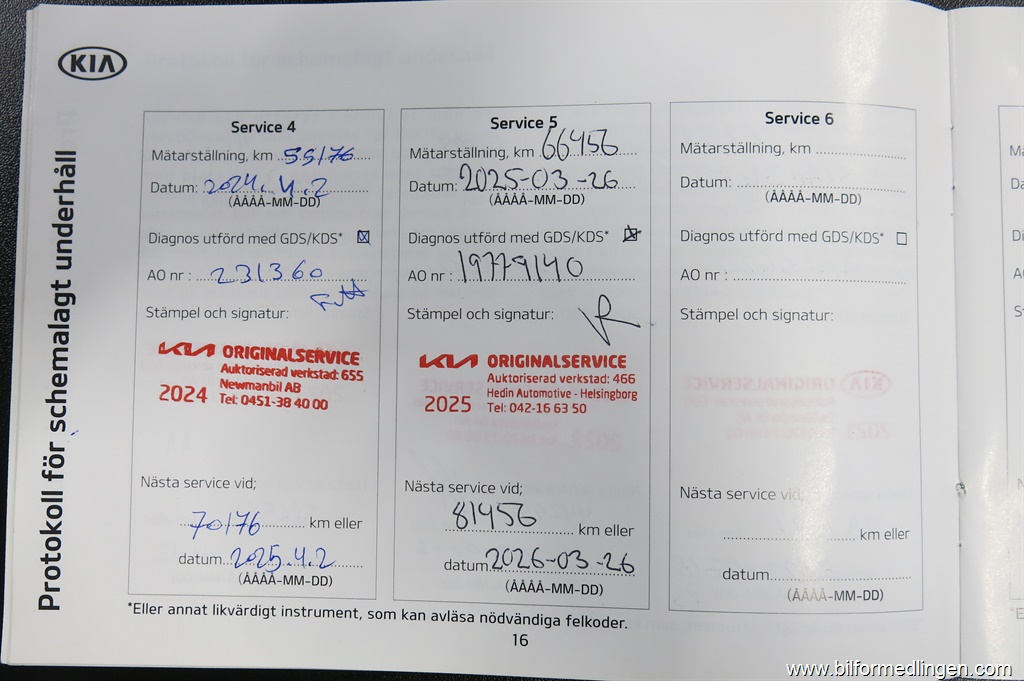 KIA
Protokoll för schemalagt underhåll
Service 4
Mätarställning, km 55176
Datum: 2024.4.2
(ÅÅÅÅ-MM-DD)
Diagnos utförd med GDS/KDS* ☒
AO nr : 231360
Stämpel och signatur:
KIA ORIGINALSERVICE
Auktoriserad verkstad: 655
Newmanbil AB
2024 Tel: 0451-38 40 00
Nästa service vid;
70176 km eller
datum 2025.4.2
(ÅÅÅÅ-MM-DD)
Service 5
Mätarställning, km 66456
Datum: 2025-03-26
(ÅÅÅÅ-MM-DD)
Diagnos utförd med GDS/KDS* ☒
AO nr : 19779140
Stämpel och signatur:
KIA ORIGINALSERVICE
Auktoriserad verkstad: 466
Hedin Automotive - Helsingborg
2025 Tel: 042-16 63 50
Nästa service vid;
81456 km eller
datum 2026-03-26
(ÅÅÅÅ-MM-DD)
Service 6
Mätarställning, km
Datum:
(ÅÅÅÅ-MM-DD)
Diagnos utförd med GDS/KDS* ☐
AO nr :
Stämpel och signatur:
Nästa service vid;
km eller
datum
(ÅÅÅÅ-MM-DD)
*Eller annat likvärdigt instrument, som kan avläsa nödvändiga felkoder.
16
www.bilformedlingen.com